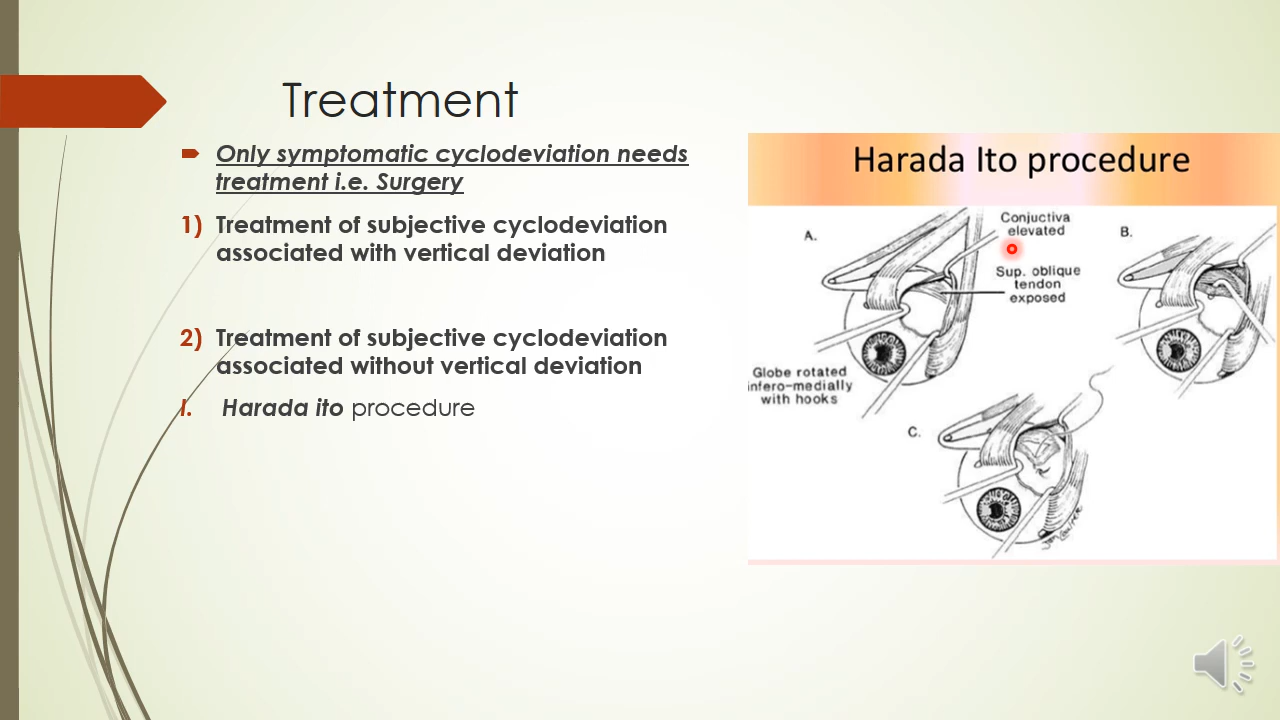 Treatment
Only symptomatic cyclodeviation needs
treatment i.e. Surgery
1) Treatment of subjective cyclodeviation
associated with vertical deviation
2) Treatment of subjective cyclodeviation
associated without vertical deviation
I. Harada ito procedure
Harada Ito procedure
A.
Conjuctiva
elevated
Sup. oblique
tendon
exposed
B.
Globe rotated
infero-medially
with hooks
C.